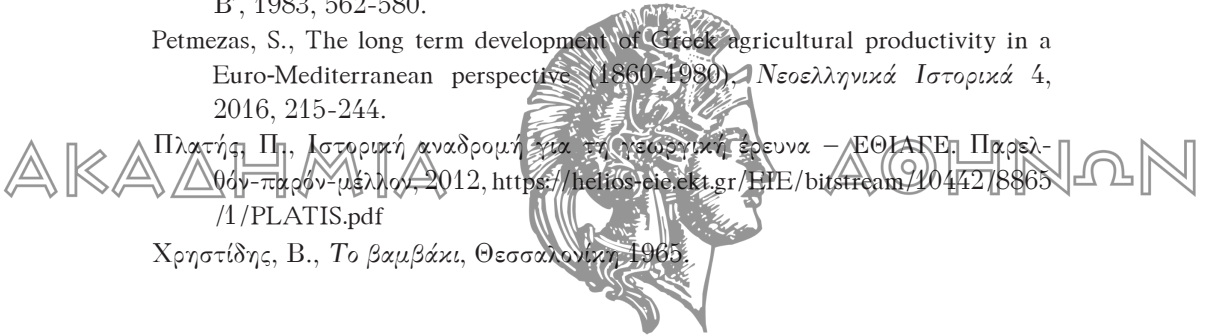 Β΄, 1983, 562-580.
Petmezas, S., The long term development of Greek agricultural productivity in a
Euro-Mediterranean perspective (1860-1980), Νεοελληνικά Ιστορικά 4,
2016, 215-244.
Πλατής, Π., Ιστορική αναδρομή για τη γεωργική έρευνα – ΕΘΙΑΓΕ. Παρελ-
θόν-παρόν-μέλλον, 2012, https://helios-eie.ekt.gr/EIE/bitstream/10442/8865
/1/PLATIS.pdf
Χρηστίδης, Β., Το βαμβάκι, Θεσσαλονίκη 1965.
ΑΚΑΔΗΜΙΑ ΑΘΗΝΩΝ